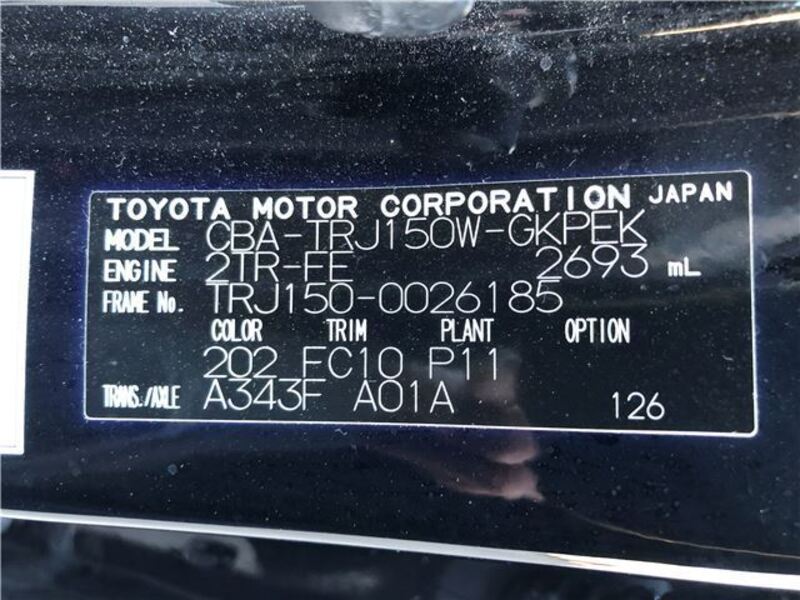 TOYOTA MOTOR CORPORATION JAPAN
MODEL CBA-TRJ150W-GKPEK
ENGINE 2TR-FE 2693 mL
FRAME No. TRJ150-0026185
COLOR TRIM PLANT OPTION
202 FC10 P11
TRANS./AXLE A343F A01A 126